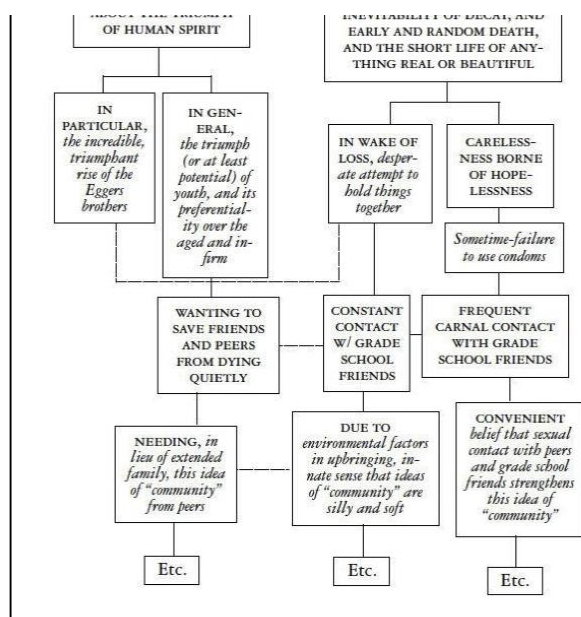 ABOUT THE TRIUMPH
OF HUMAN SPIRIT
INEVITABILITY OF DECAY, AND
EARLY AND RANDOM DEATH,
AND THE SHORT LIFE OF ANY-
THING REAL OR BEAUTIFUL
IN
PARTICULAR,
the incredible,
triumphant
rise of the
Eggers
brothers
IN GEN-
ERAL,
the triumph
(or at least
potential) of
youth, and its
preferential-
ity over the
aged and in-
firm
IN WAKE OF
LOSS, desper-
ate attempt to
hold things
together
CARELESS-
NESS BORNE
OF HOPE-
LESSNESS
Sometime-failure
to use condoms
WANTING TO
SAVE FRIENDS
AND PEERS
FROM DYING
QUIETLY
CONSTANT
CONTACT
W/ GRADE
SCHOOL
FRIENDS
FREQUENT
CARNAL CONTACT
WITH GRADE
SCHOOL FRIENDS
NEEDING, in
lieu of extended
family, this idea
of “community”
from peers
DUE TO
environmental factors
in upbringing, in-
nate sense that ideas
of “community” are
silly and soft
CONVENIENT
belief that sexual
contact with peers
and grade school
friends strengthens
this idea of
“community”
Etc.
Etc.
Etc.